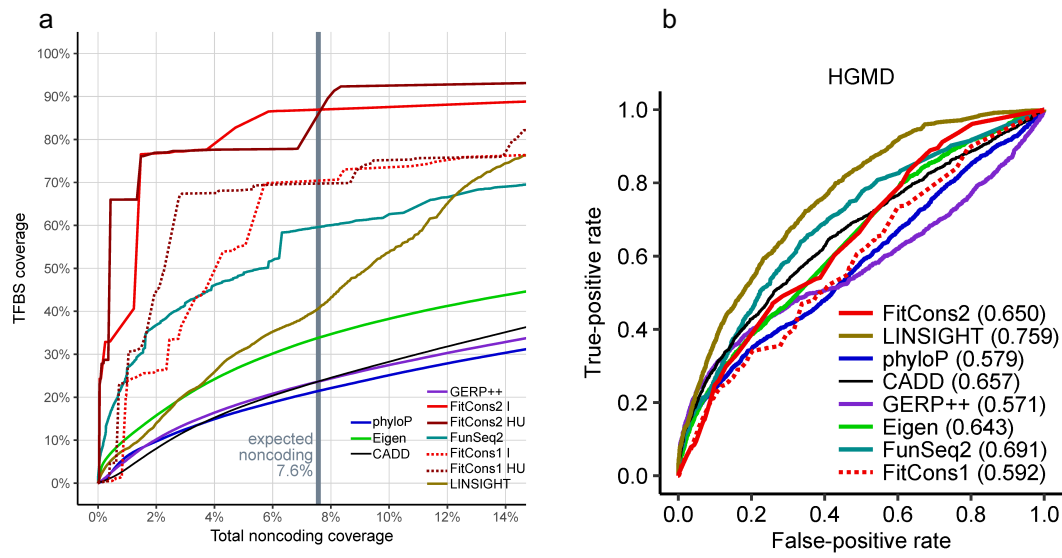 a
100%
90%
80%
70%
60%
50%
40%
30%
20%
10%
0%
TFBS coverage
0%
2%
4%
6%
8%
10%
12%
14%
Total noncoding coverage
expected
noncoding
7.6%
phyloP
Eigen
CADD
GERP++
FitCons2 I
FitCons2 HU
FunSeq2
FitCons1 I
FitCons1 HU
LINSIGHT
b
HGMD
1.0
0.8
0.6
0.4
0.2
0.0
True-positive rate
0.0
0.2
0.4
0.6
0.8
1.0
False-positive rate
FitCons2 (0.650)
LINSIGHT (0.759)
phyloP (0.579)
CADD (0.657)
GERP++ (0.571)
Eigen (0.643)
FunSeq2 (0.691)
FitCons1 (0.592)